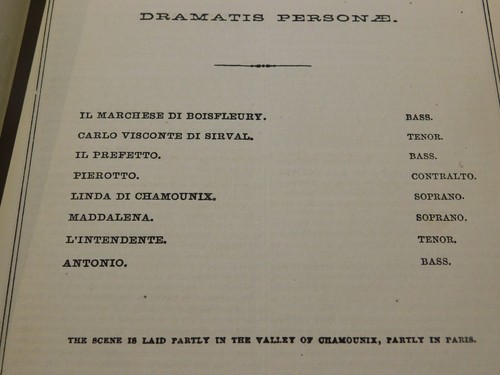 DRAMATIS PERSONÆ.
IL MARCHESE DI BOISFLEURY. BASS.
CARLO VISCONTE DI SIRVAL. TENOR.
IL PREFETTO. BASS.
PIEROTTO. CONTRALTO.
LINDA DI CHAMOUNIX. SOPRANO.
MADDALENA. SOPRANO.
L'INTENDENTE. TENOR.
ANTONIO. BASS.
THE SCENE IS LAID PARTLY IN THE VALLEY OF CHAMOUNIX, PARTLY IN PARIS.